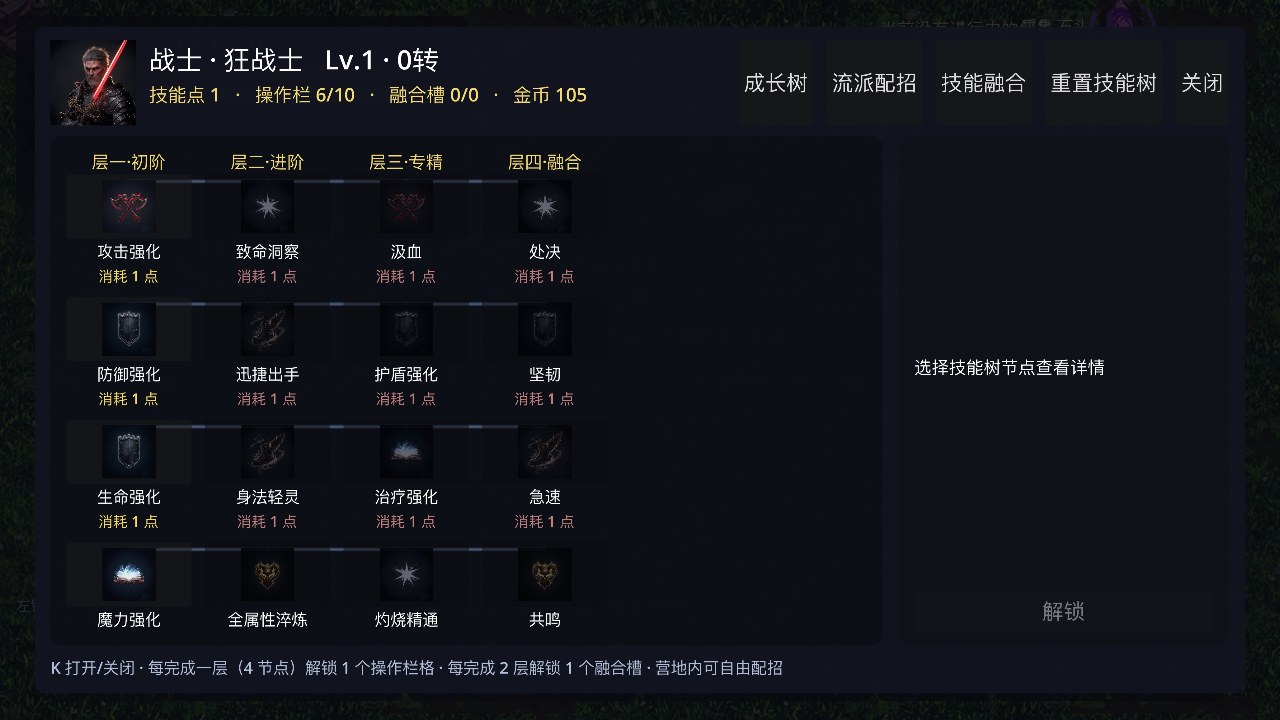 战士 · 狂战士 Lv.1 · 0转
技能点 1 · 操作栏 6/10 · 融合槽 0/0 · 金币 105
成长树 流派配招 技能融合 重置技能树 关闭
层一·初阶 层二·进阶 层三·专精 层四·融合
攻击强化 致命洞察 汲血 处决
消耗 1 点 消耗 1 点 消耗 1 点 消耗 1 点
防御强化 迅捷出手 护盾强化 坚韧
消耗 1 点 消耗 1 点 消耗 1 点 消耗 1 点
选择技能树节点查看详情
生命强化 身法轻灵 治疗强化 急速
消耗 1 点 消耗 1 点 消耗 1 点 消耗 1 点
魔力强化 全属性淬炼 灼烧精通 共鸣
解锁
K 打开/关闭 · 每完成一层（4 节点）解锁 1 个操作栏格 · 每完成 2 层解锁 1 个融合槽 · 营地内可自由配招